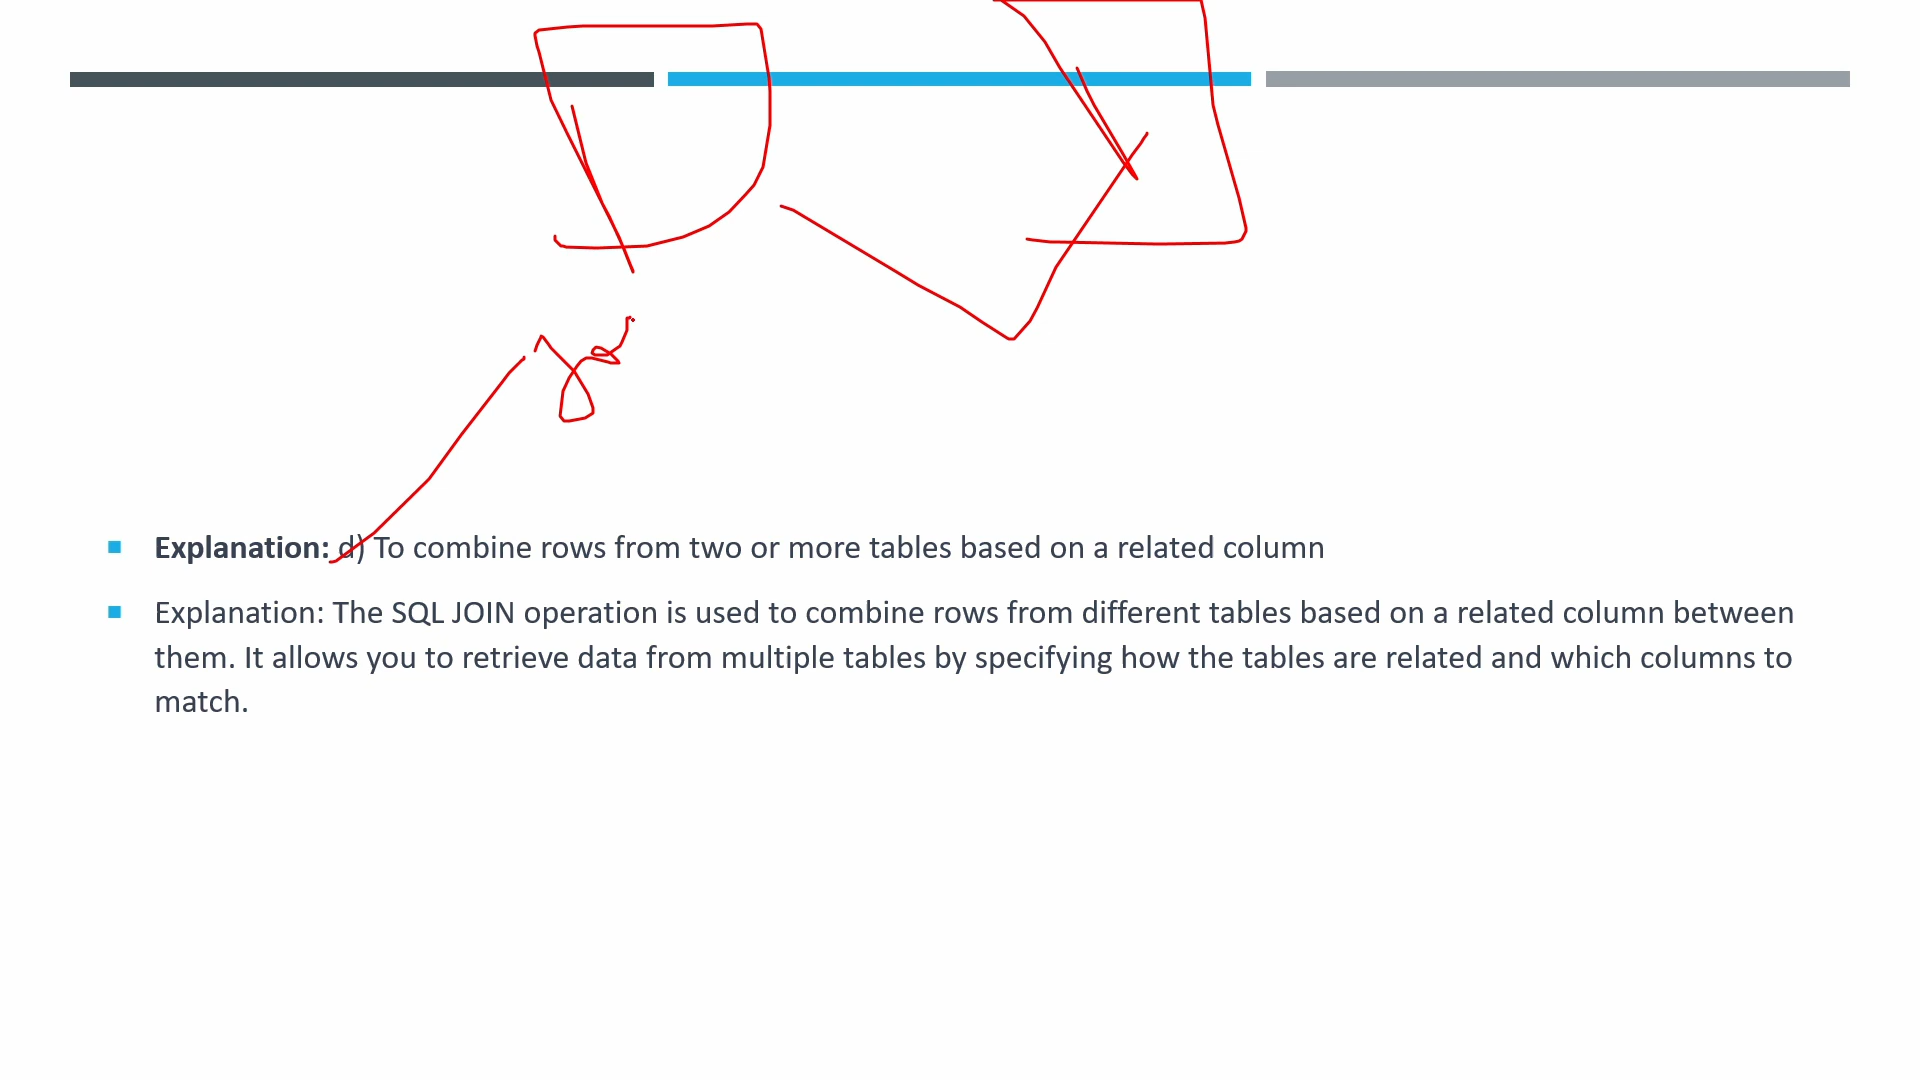 Explanation: d) To combine rows from two or more tables based on a related column
Explanation: The SQL JOIN operation is used to combine rows from different tables based on a related column between
them. It allows you to retrieve data from multiple tables by specifying how the tables are related and which columns to
match.